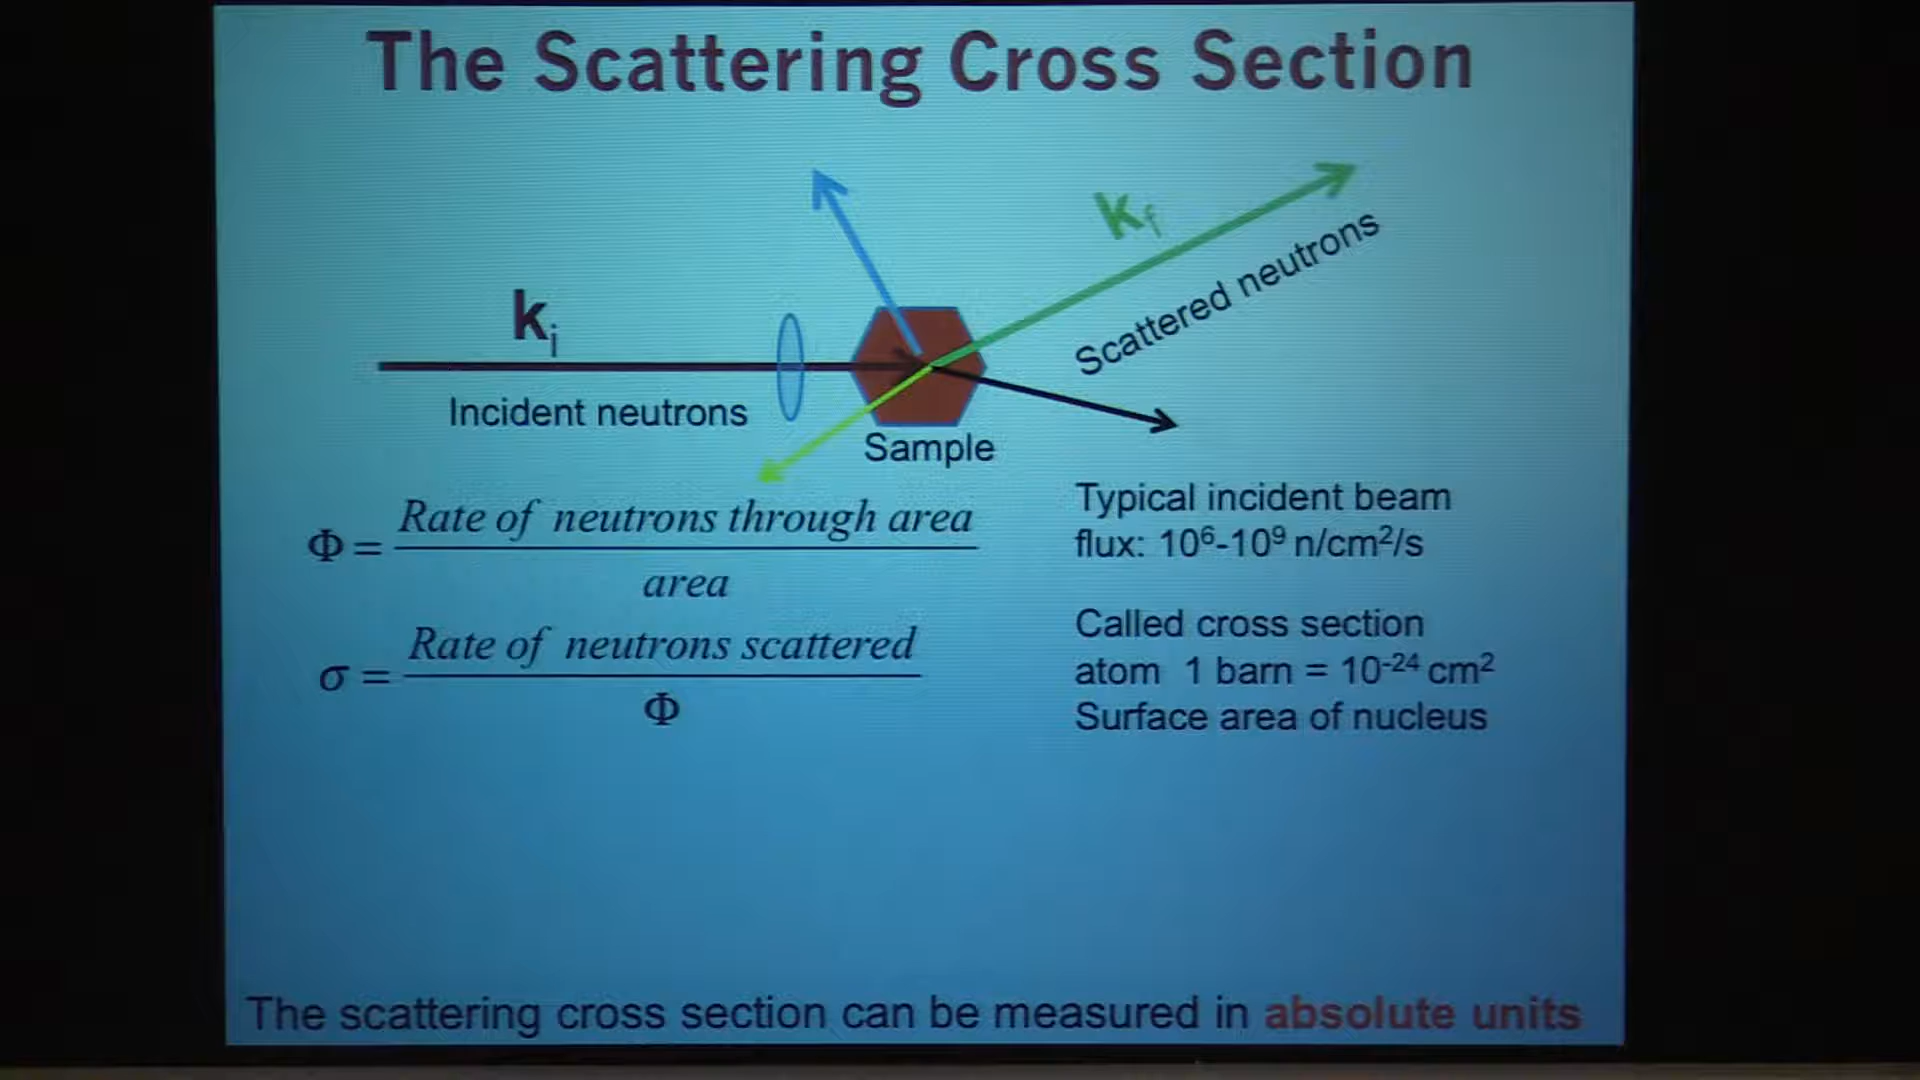 The Scattering Cross Section
k_f
Scattered neutrons
k_i
Incident neutrons
Sample
Φ = Rate of neutrons through area / area
Typical incident beam
flux: 10⁶-10⁹ n/cm²/s
σ = Rate of neutrons scattered / Φ
Called cross section
atom 1 barn = 10⁻²⁴ cm²
Surface area of nucleus
The scattering cross section can be measured in absolute units